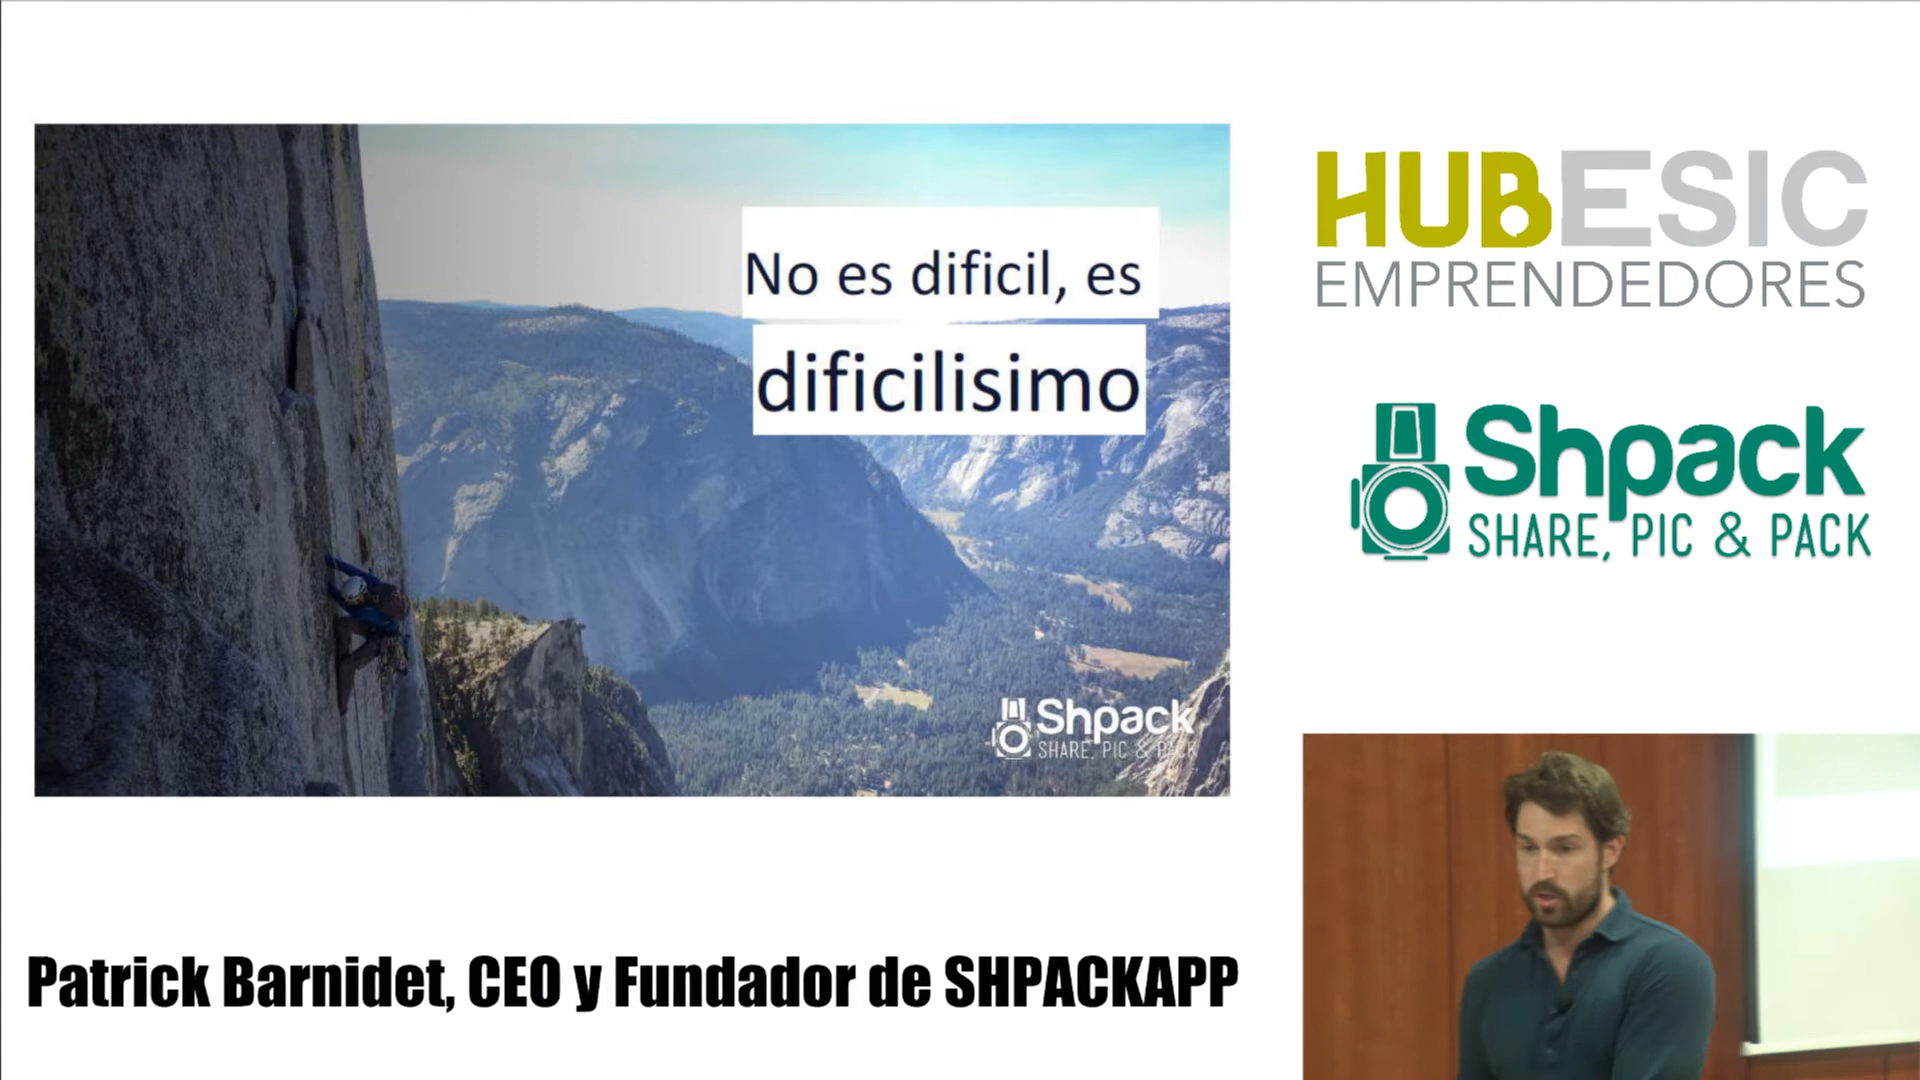 No es dificil, es
dificilisimo
Shpack
SHARE, PIC & PACK
HUBESIC
EMPRENDEDORES
Shpack
SHARE, PIC & PACK
Patrick Barnidet, CEO y Fundador de SHPACKAPP